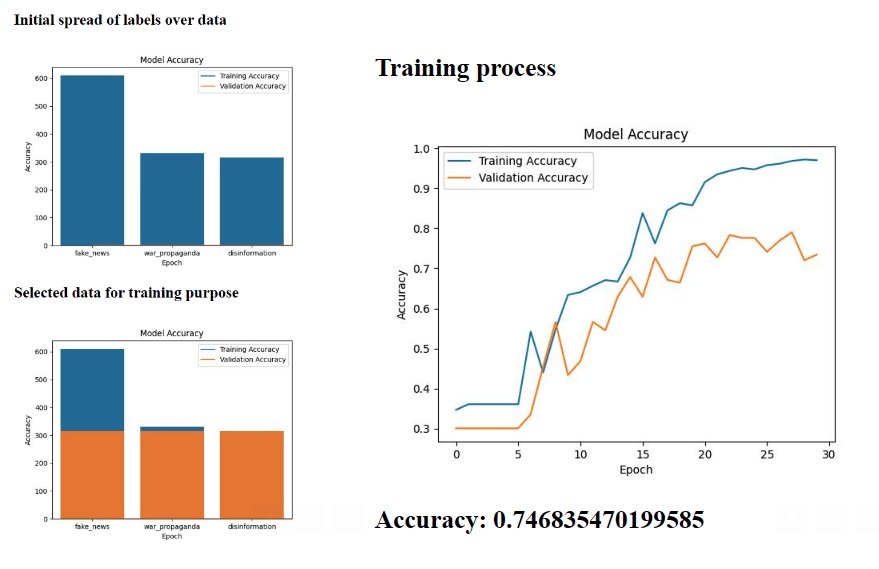 Initial spread of labels over data
Model Accuracy
Training Accuracy
Validation Accuracy
600
500
400
300
200
100
0
Accuracy
fake_news war_propaganda disinformation
Epoch
Selected data for training purpose
Model Accuracy
Training Accuracy
Validation Accuracy
600
500
400
300
200
100
0
Accuracy
fake_news war_propaganda disinformation
Epoch
Training process
Model Accuracy
Training Accuracy
Validation Accuracy
1.0
0.9
0.8
0.7
0.6
0.5
0.4
0.3
Accuracy
0 5 10 15 20 25 30
Epoch
Accuracy: 0.746835470199585